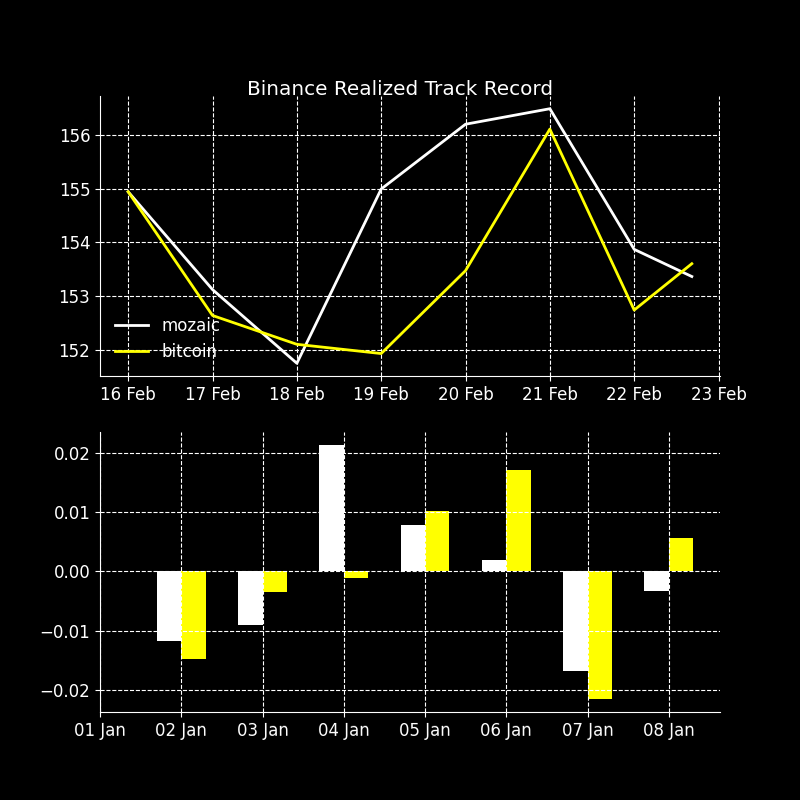 Binance Realized Track Record
156
155
154
153
152
mozaic
bitcoin
16 Feb 17 Feb 18 Feb 19 Feb 20 Feb 21 Feb 22 Feb 23 Feb
0.02
0.01
0.00
−0.01
−0.02
01 Jan 02 Jan 03 Jan 04 Jan 05 Jan 06 Jan 07 Jan 08 Jan